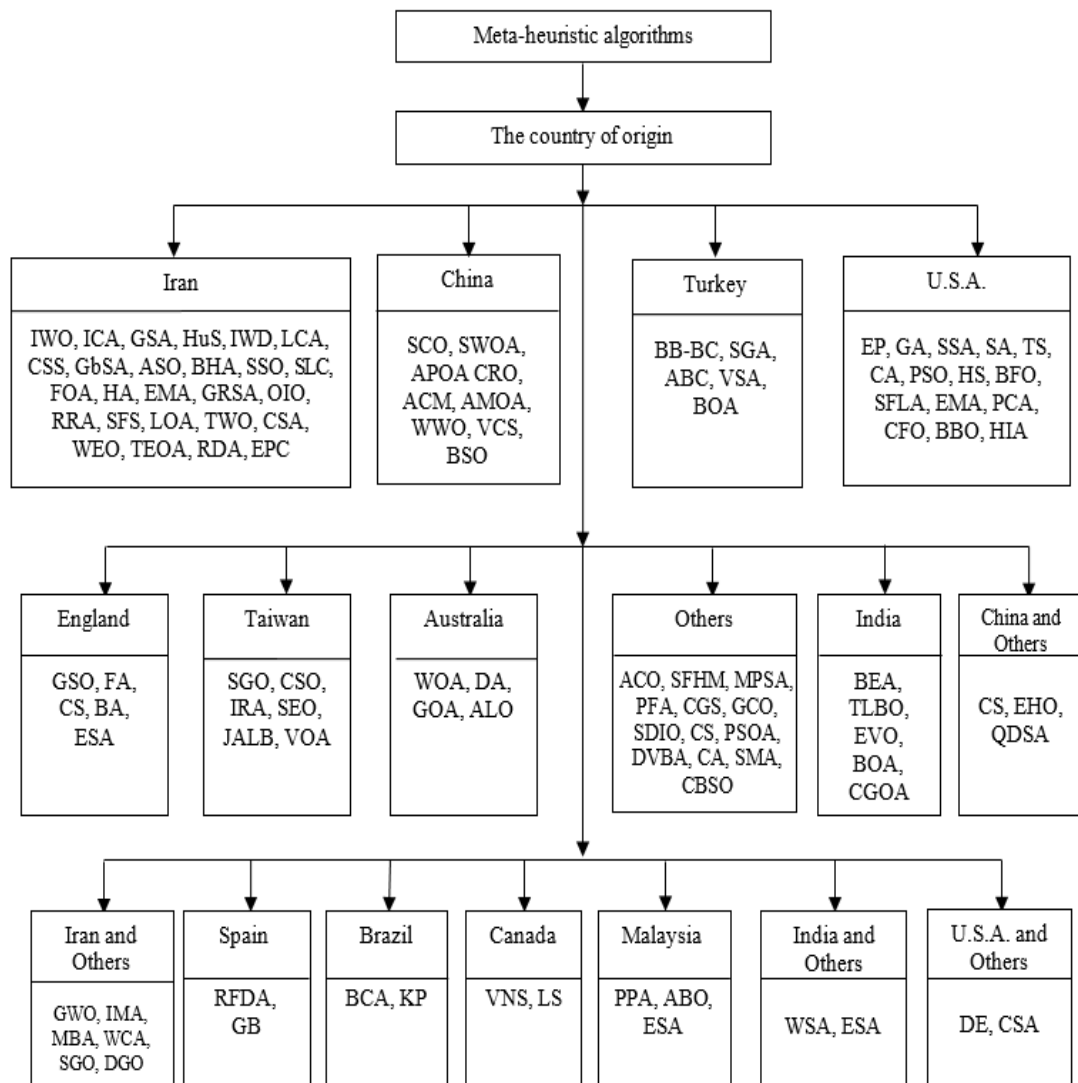 Meta-heuristic algorithms
The country of origin
Iran
IWO, ICA, GSA, HuS, IWD, LCA,
CSS, GbSA, ASO, BHA, SSO, SLC,
FOA, HA, EMA, GRSA, OIO,
RRA, SFS, LOA, TWO, CSA,
WEO, TEOA, RDA, EPC
China
SCO, SWOA,
APOA CRO,
ACM, AMOA,
WWO, VCS,
BSO
Turkey
BB-BC, SGA,
ABC, VSA,
BOA
U.S.A.
EP, GA, SSA, SA, TS,
CA, PSO, HS, BFO,
SFLA, EMA, PCA,
CFO, BBO, HIA
England
GSO, FA,
CS, BA,
ESA
Taiwan
SGO, CSO,
IRA, SEO,
JALB, VOA
Australia
WOA, DA,
GOA, ALO
Others
ACO, SFHM, MPSA,
PFA, CGS, GCO,
SDIO, CS, PSOA,
DVBA, CA, SMA,
CBSO
India
BEA,
TLBO,
EVO,
BOA,
CGOA
China and
Others
CS, EHO,
QDSA
Iran and
Others
GWO, IMA,
MBA, WCA,
SGO, DGO
Spain
RFDA,
GB
Brazil
BCA, KP
Canada
VNS, LS
Malaysia
PPA, ABO,
ESA
India and
Others
WSA, ESA
U.S.A. and
Others
DE, CSA